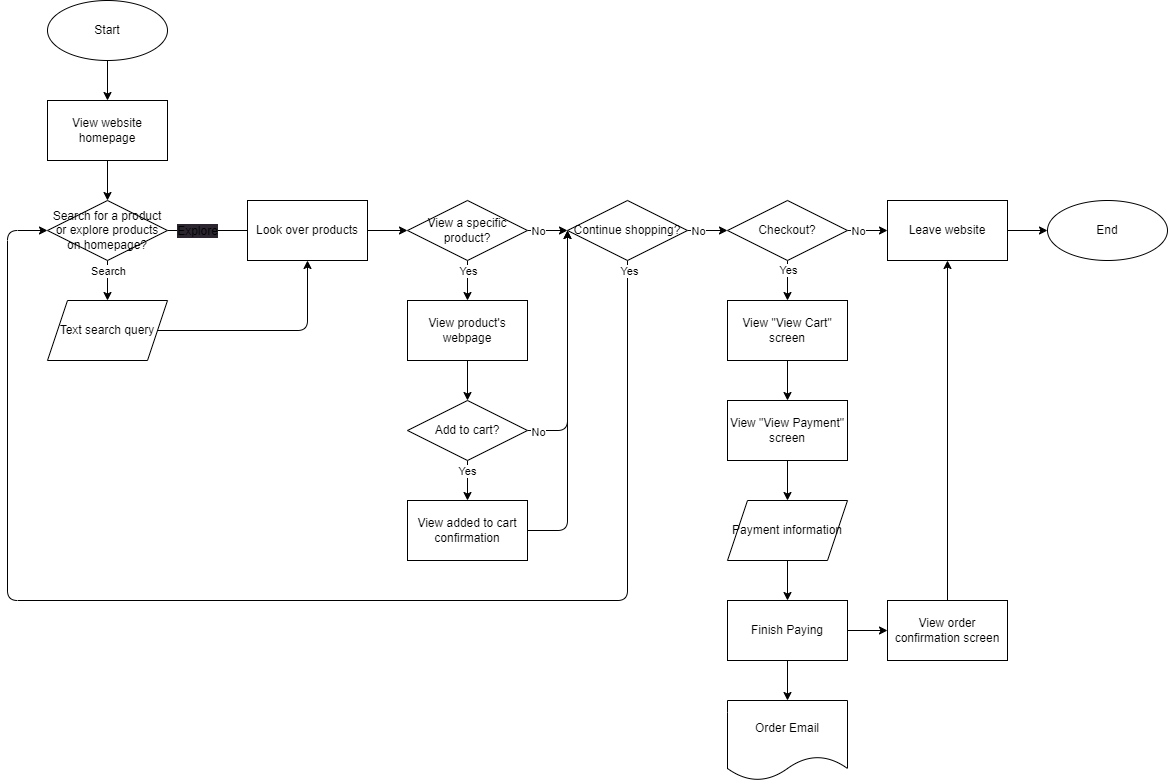 Start
View website
homepage
Search for a product
or explore products
on homepage?
Explore
Look over products
View a specific
product?
No
Continue shopping?
No
Checkout?
No
Leave website
End
Search
Yes
Yes
Yes
Text search query
View product's
webpage
View "View Cart"
screen
Add to cart?
No
View "View Payment"
screen
Yes
View added to cart
confirmation
Payment information
Finish Paying
View order
confirmation screen
Order Email